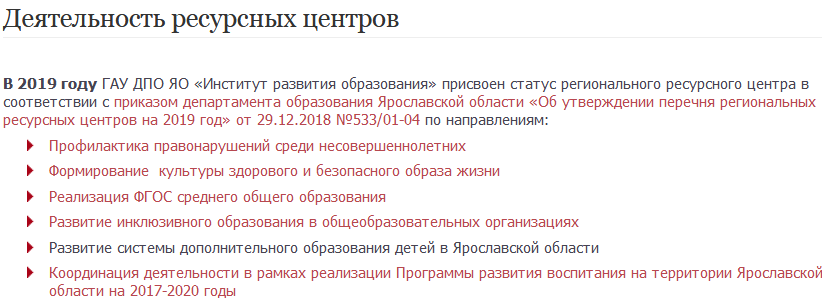 Деятельность ресурсных центров
В 2019 году ГАУ ДПО ЯО «Институт развития образования» присвоен статус регионального ресурсного центра в
соответствии с приказом департамента образования Ярославской области «Об утверждении перечня региональных
ресурсных центров на 2019 год» от 29.12.2018 №533/01-04 по направлениям:
Профилактика правонарушений среди несовершеннолетних
Формирование  культуры здорового и безопасного образа жизни
Реализация ФГОС среднего общего образования
Развитие инклюзивного образования в общеобразовательных организациях
Развитие системы дополнительного образования детей в Ярославской области
Координация деятельности в рамках реализации Программы развития воспитания на территории Ярославской
области на 2017-2020 годы